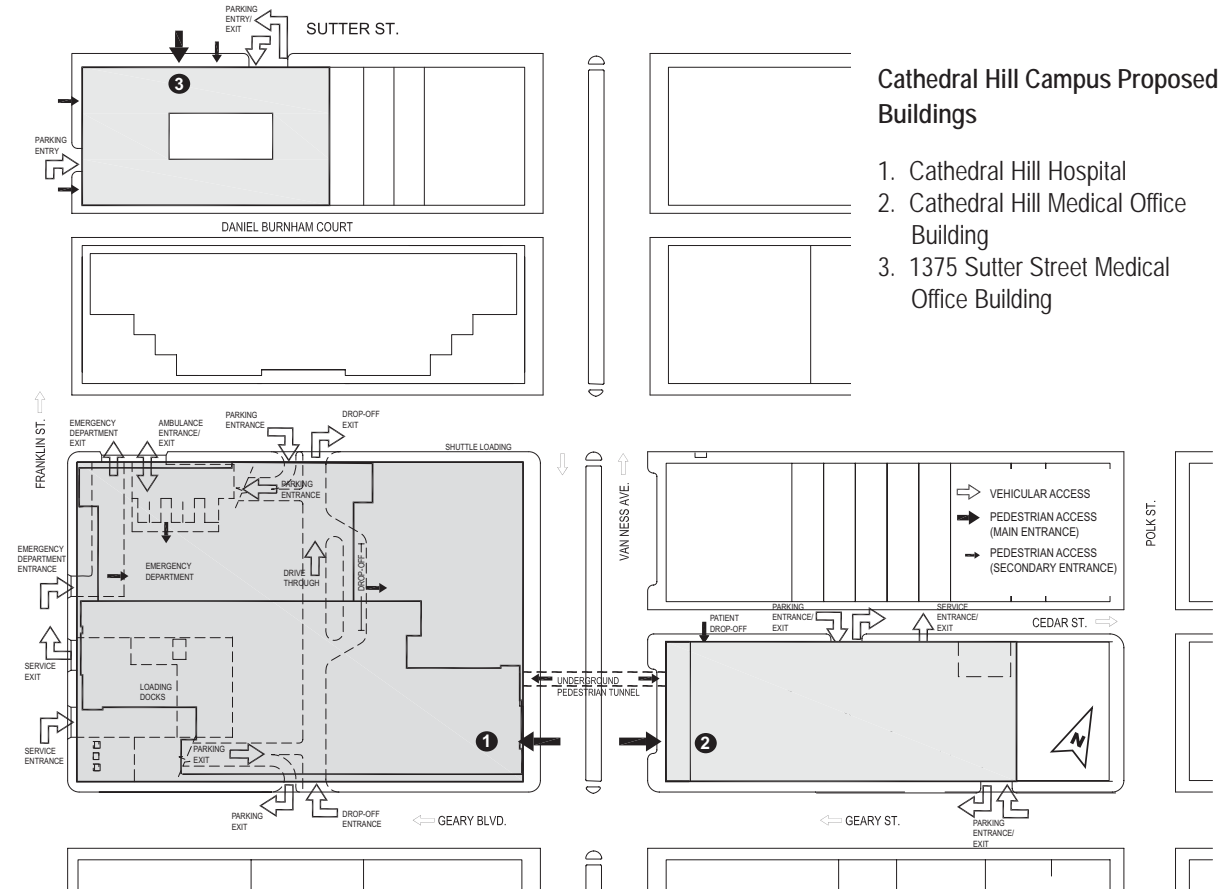 PARKING
ENTRY/
EXIT
SUTTER ST.
3
PARKING
ENTRY
DANIEL BURNHAM COURT
Cathedral Hill Campus Proposed
Buildings
1. Cathedral Hill Hospital
2. Cathedral Hill Medical Office
Building
3. 1375 Sutter Street Medical
Office Building
FRANKLIN ST.
EMERGENCY
DEPARTMENT
EXIT
AMBULANCE
ENTRANCE/
EXIT
PARKING
ENTRANCE
DROP-OFF
EXIT
SHUTTLE LOADING
PARKING
ENTRANCE
EMERGENCY
DEPARTMENT
ENTRANCE
EMERGENCY
DEPARTMENT
DRIVE
THROUGH
DROP-OFF
SERVICE
EXIT
LOADING
DOCKS
SERVICE
ENTRANCE
PARKING
EXIT
1
PARKING
EXIT
DROP-OFF
ENTRANCE
GEARY BLVD.
VAN NESS AVE.
VEHICULAR ACCESS
PEDESTRIAN ACCESS
(MAIN ENTRANCE)
PEDESTRIAN ACCESS
(SECONDARY ENTRANCE)
POLK ST.
PATIENT
DROP-OFF
PARKING
ENTRANCE/
EXIT
SERVICE
ENTRANCE/
EXIT
CEDAR ST.
UNDERGROUND
PEDESTRIAN TUNNEL
2
N
GEARY ST.
PARKING
ENTRANCE/
EXIT